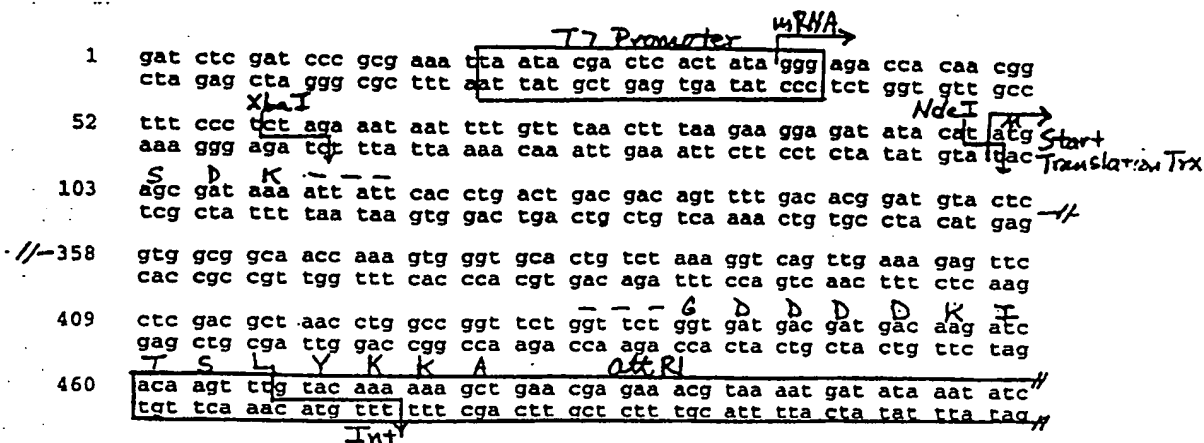 T7 Promoter mRNA
1 gat ctc gat ccc gcg aaa ttaa ata cga ctc act ata ggg aga cca caa cgg
cta gag cta ggg cgc ttt aat tat gct gag tga tat ccc tct ggt gtt gcc
XbaI NdeI M
52 ttt ccc tct aga aat aat ttt gtt taa ctt taa gaa gga gat ata cat atg Start
aaa ggg aga tct tta tta aaa caa att gaa att ctt cct cta tat gta tac Translation Trx
S D K - - -
103 agc gat aaa att att cac ctg act gac gac agt ttt gac acg gat gta ctc
tcg cta ttt taa taa gtg gac tga ctg ctg tca aaa ctg tgc cta cat gag
358 gtg gcg gca acc aaa gtg ggt gca ctg tct aaa ggt cag ttg aaa gag ttc
cac cgc cgt tgg ttt cac cca cgt gac aga ttt cca gtc aac ttt ctc aag
- - - G D D D D K I
409 ctc gac gct aac ctg gcc ggt tct ggt tct ggt gat gac gat gac aag atc
gag ctg cga ttg gac cgg cca aga cca aga cca cta ctg cta ctg ttc tag
T S L Y K K A attR1
460 aca agt ttg tac aaa aaa gct gaa cga gaa acg taa aat gat ata aat atc
tgt tca aac atg ttt ttt cga ctt gct ctt tgc att tta cta tat tta tag
Int